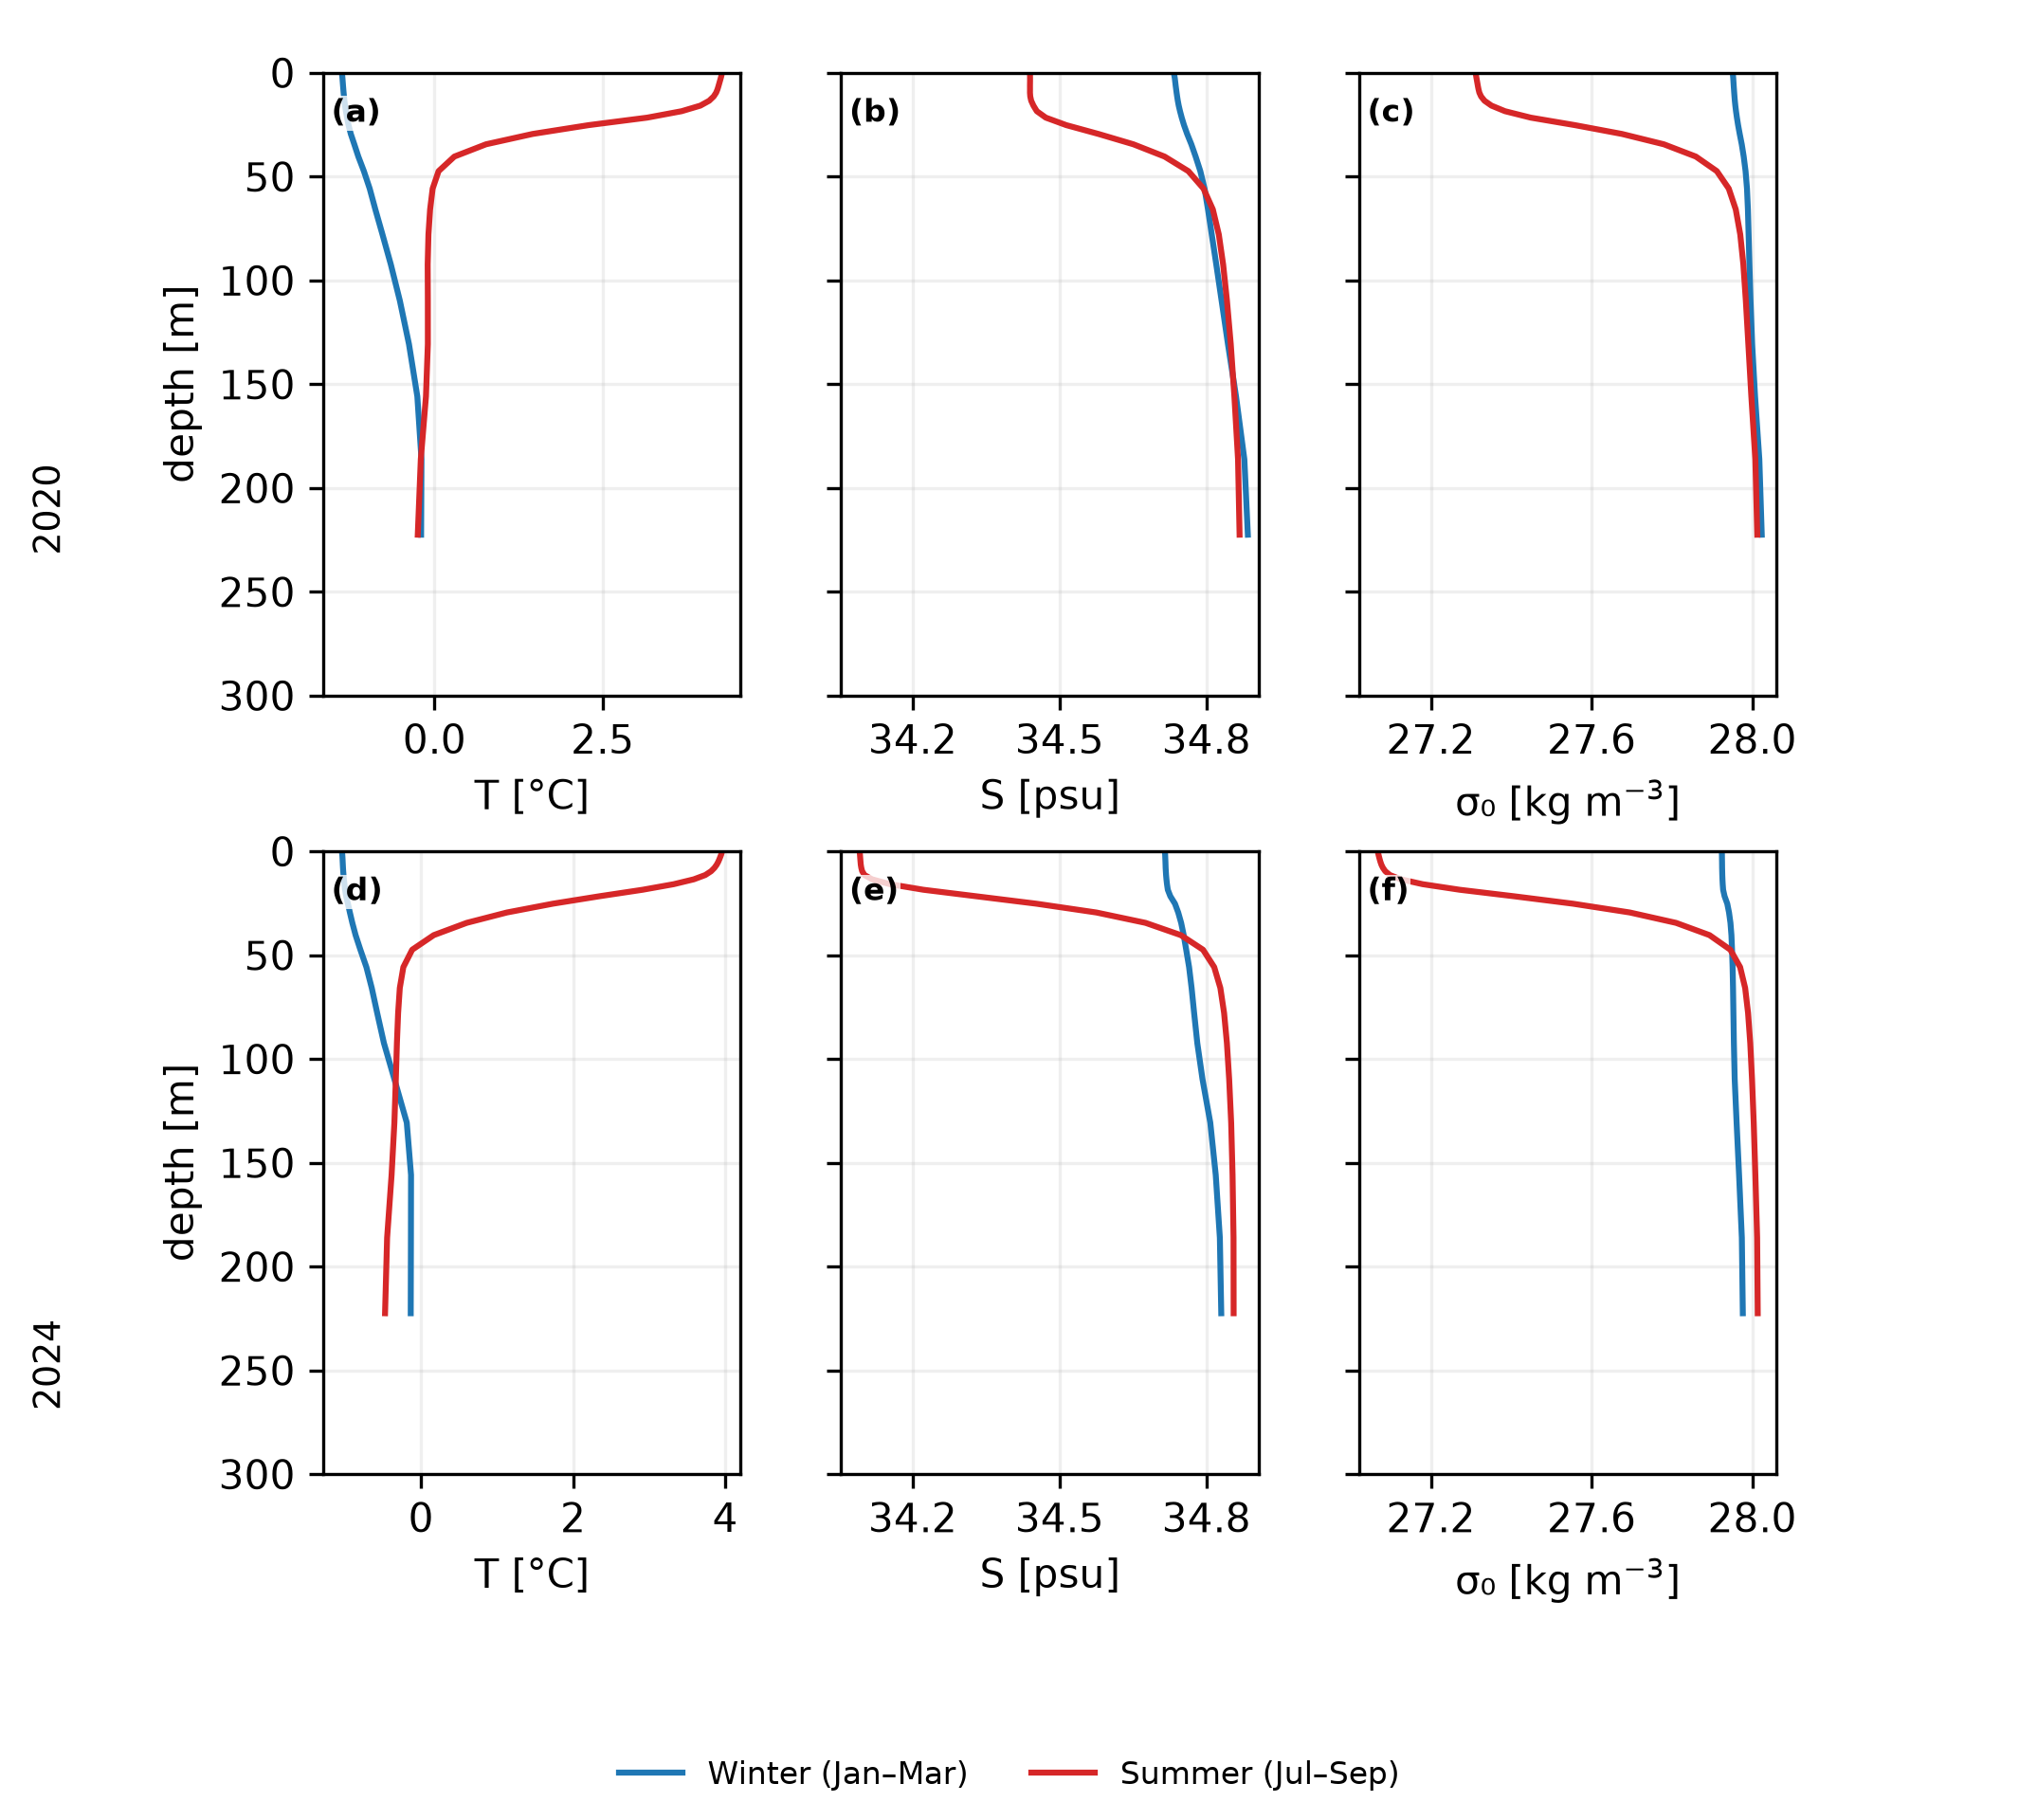 2020
depth [m]
0
50
100
150
200
250
300
(a)
0.0 2.5
T [°C]
(b)
34.2 34.5 34.8
S [psu]
(c)
27.2 27.6 28.0
σ₀ [kg m⁻³]
2024
depth [m]
0
50
100
150
200
250
300
(d)
0 2 4
T [°C]
(e)
34.2 34.5 34.8
S [psu]
(f)
27.2 27.6 28.0
σ₀ [kg m⁻³]
Winter (Jan–Mar) Summer (Jul–Sep)